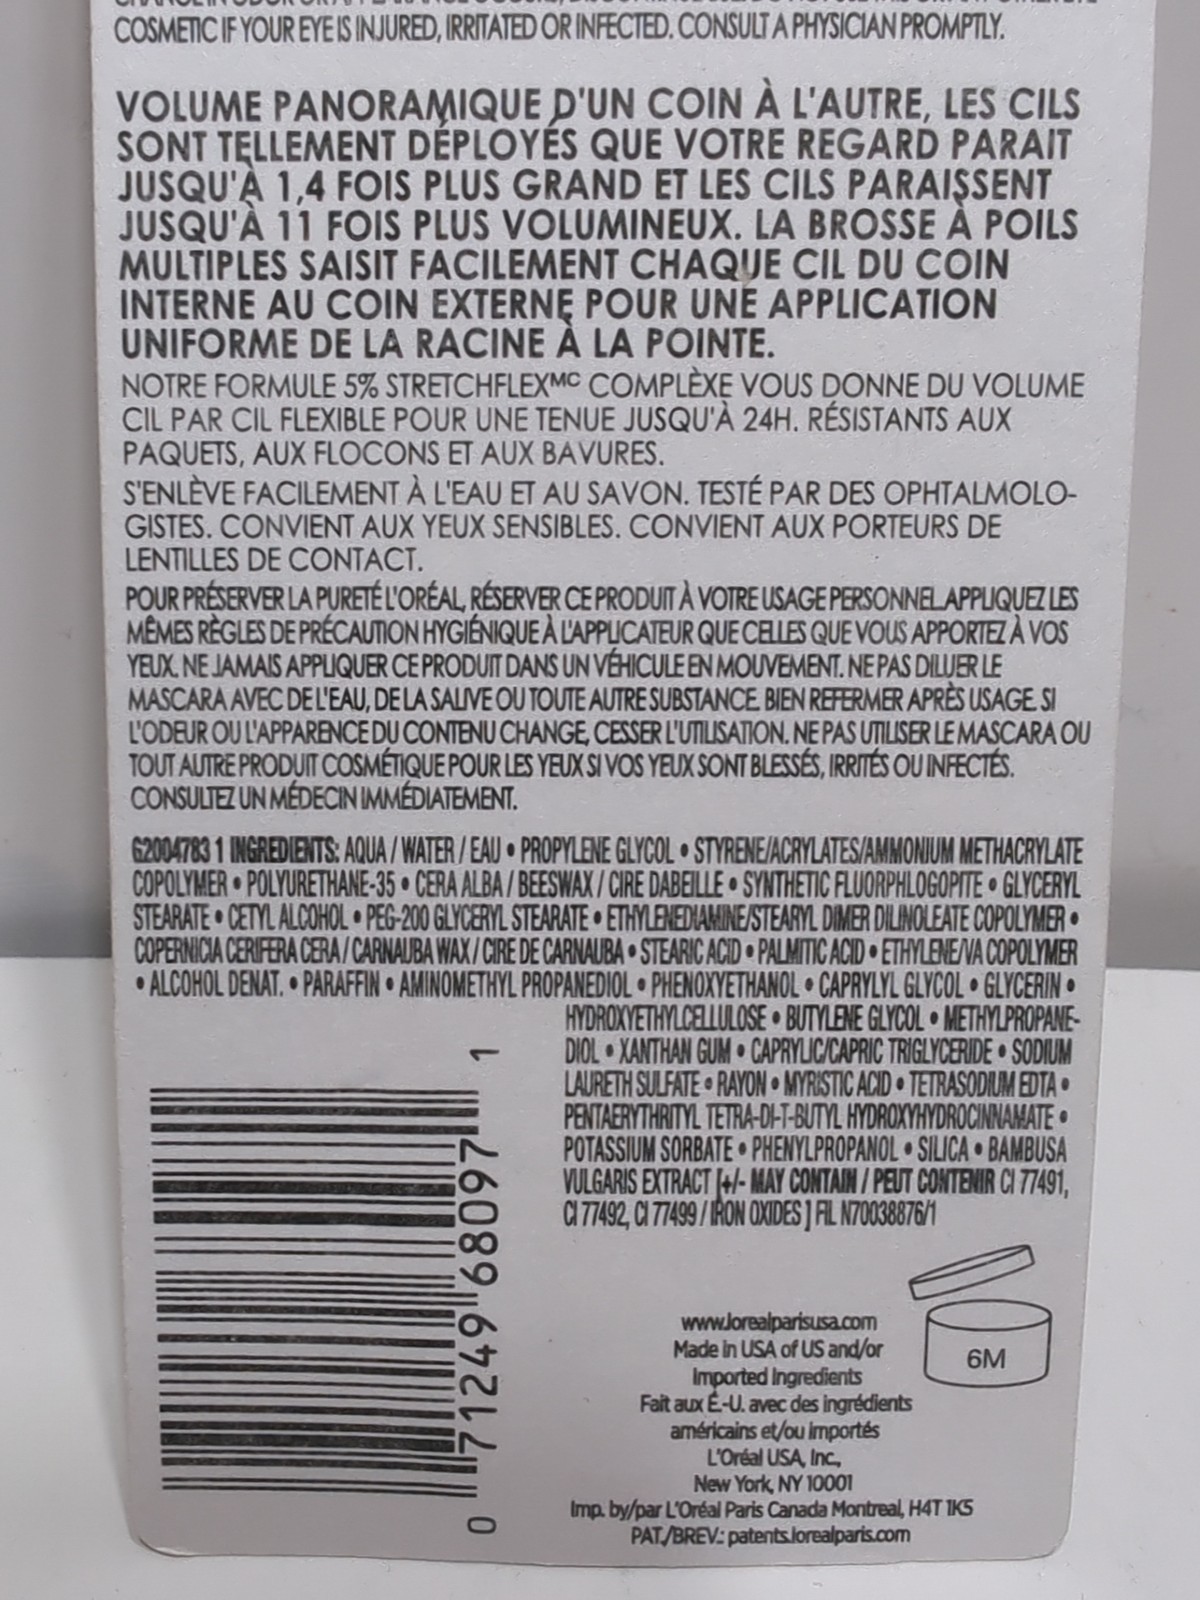 COSMETIC IF YOUR EYE IS INJURED, IRRITATED OR INFECTED. CONSULT A PHYSICIAN PROMPTLY.
VOLUME PANORAMIQUE D'UN COIN À L'AUTRE, LES CILS
SONT TELLEMENT DÉPLOYÉS QUE VOTRE REGARD PARAIT
JUSQU'À 1,4 FOIS PLUS GRAND ET LES CILS PARAISSENT
JUSQU'À 11 FOIS PLUS VOLUMINEUX. LA BROSSE À POILS
MULTIPLES SAISIT FACILEMENT CHAQUE CIL DU COIN
INTERNE AU COIN EXTERNE POUR UNE APPLICATION
UNIFORME DE LA RACINE À LA POINTE.
NOTRE FORMULE 5% STRETCHFLEXᴹᶜ COMPLÈXE VOUS DONNE DU VOLUME
CIL PAR CIL FLEXIBLE POUR UNE TENUE JUSQU'À 24H. RÉSISTANTS AUX
PAQUETS, AUX FLOCONS ET AUX BAVURES.
S'ENLÈVE FACILEMENT À L'EAU ET AU SAVON. TESTÉ PAR DES OPHTALMOLO-
GISTES. CONVIENT AUX YEUX SENSIBLES. CONVIENT AUX PORTEURS DE
LENTILLES DE CONTACT.
POUR PRÉSERVER LA PURETÉ L'ORÉAL, RÉSERVER CE PRODUIT À VOTRE USAGE PERSONNEL.APPLIQUEZ LES
MÊMES RÈGLES DE PRÉCAUTION HYGIÉNIQUE À L'APPLICATEUR QUE CELLES QUE VOUS APPORTEZ À VOS
YEUX. NE JAMAIS APPLIQUER CE PRODUIT DANS UN VÉHICULE EN MOUVEMENT. NE PAS DILUER LE
MASCARA AVEC DE L'EAU, DE LA SALIVE OU TOUTE AUTRE SUBSTANCE. BIEN REFERMER APRÈS USAGE. SI
L'ODEUR OU L'APPARENCE DU CONTENU CHANGE, CESSER L'UTILISATION. NE PAS UTILISER LE MASCARA OU
TOUT AUTRE PRODUIT COSMÉTIQUE POUR LES YEUX SI VOS YEUX SONT BLESSÉS, IRRITÉS OU INFECTÉS.
CONSULTEZ UN MÉDECIN IMMÉDIATEMENT.
G2004783 1 INGREDIENTS: AQUA / WATER / EAU • PROPYLENE GLYCOL • STYRENE/ACRYLATES/AMMONIUM METHACRYLATE
COPOLYMER • POLYURETHANE-35 • CERA ALBA / BEESWAX / CIRE DABEILLE • SYNTHETIC FLUORPHLOGOPITE • GLYCERYL
STEARATE • CETYL ALCOHOL • PEG-200 GLYCERYL STEARATE • ETHYLENEDIAMINE/STEARYL DIMER DILINOLEATE COPOLYMER •
COPERNICIA CERIFERA CERA / CARNAUBA WAX / CIRE DE CARNAUBA • STEARIC ACID • PALMITIC ACID • ETHYLENE/VA COPOLYMER
• ALCOHOL DENAT. • PARAFFIN • AMINOMETHYL PROPANEDIOL • PHENOXYETHANOL • CAPRYLYL GLYCOL • GLYCERIN •
HYDROXYETHYLCELLULOSE • BUTYLENE GLYCOL • METHYLPROPANE-
DIOL • XANTHAN GUM • CAPRYLIC/CAPRIC TRIGLYCERIDE • SODIUM
LAURETH SULFATE • RAYON • MYRISTIC ACID • TETRASODIUM EDTA •
PENTAERYTHRITYL TETRA-DI-T-BUTYL HYDROXYHYDROCINNAMATE •
POTASSIUM SORBATE • PHENYLPROPANOL • SILICA • BAMBUSA
VULGARIS EXTRACT [+/- MAY CONTAIN / PEUT CONTENIR CI 77491,
CI 77492, CI 77499 / IRON OXIDES ] FIL N70038876/1
0 71249 68097 1
6M
www.lorealparisusa.com
Made in USA of US and/or
Imported Ingredients
Fait aux É.-U. avec des ingrédients
américains et/ou importés
L'Oréal USA, Inc.,
New York, NY 10001
Imp. by/par L'Oréal Paris Canada Montreal, H4T 1K5
PAT./BREV.: patents.lorealparis.com